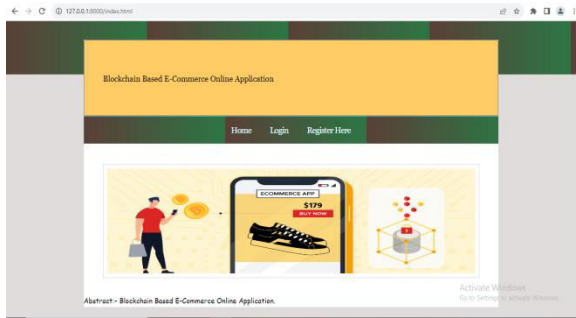 127.0.0.1:8000/index.html
Blockchain Based E-Commerce Online Application
Home Login Register Here
ECOMMERCE APP
$179
BUY NOW
Activate Windows
Go to Settings to activate Windows.
Abstract:- Blockchain Based E-Commerce Online Application.